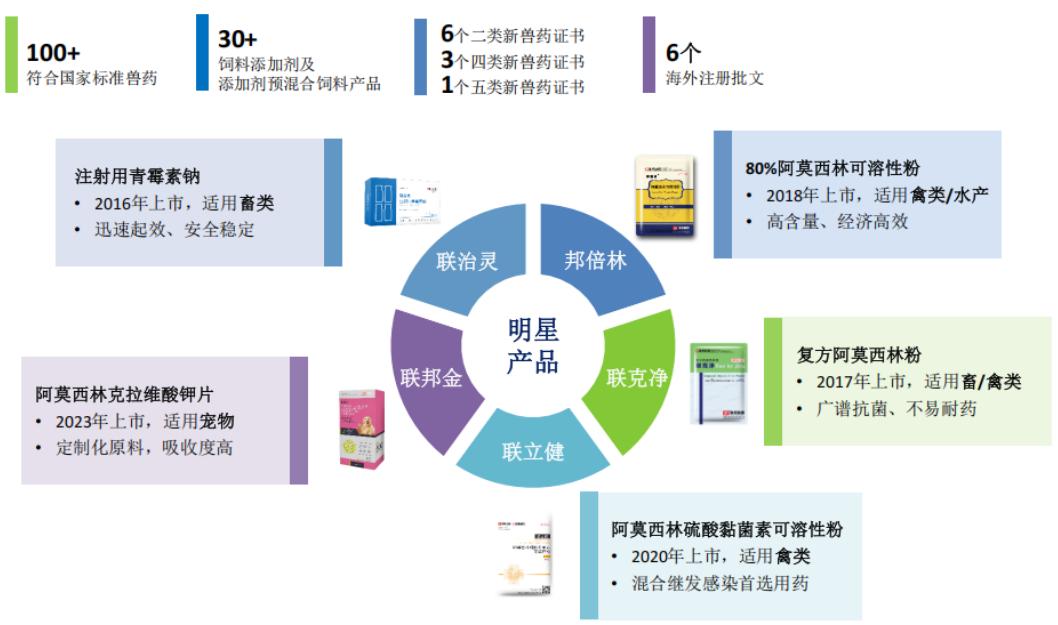 100+
符合国家标准兽药
30+
饲料添加剂及
添加剂预混合饲料产品
6个二类新兽药证书
3个四类新兽药证书
1个五类新兽药证书
6个
海外注册批文
注射用青霉素钠
• 2016年上市，适用畜类
• 迅速起效、安全稳定
80%阿莫西林可溶性粉
• 2018年上市，适用禽类/水产
• 高含量、经济高效
联治灵
邦倍林
明星
产品
联邦金
联克净
联立健
复方阿莫西林粉
• 2017年上市，适用畜/禽类
• 广谱抗菌、不易耐药
阿莫西林克拉维酸钾片
• 2023年上市，适用宠物
• 定制化原料，吸收度高
阿莫西林硫酸黏菌素可溶性粉
• 2020年上市，适用禽类
• 混合继发感染首选用药